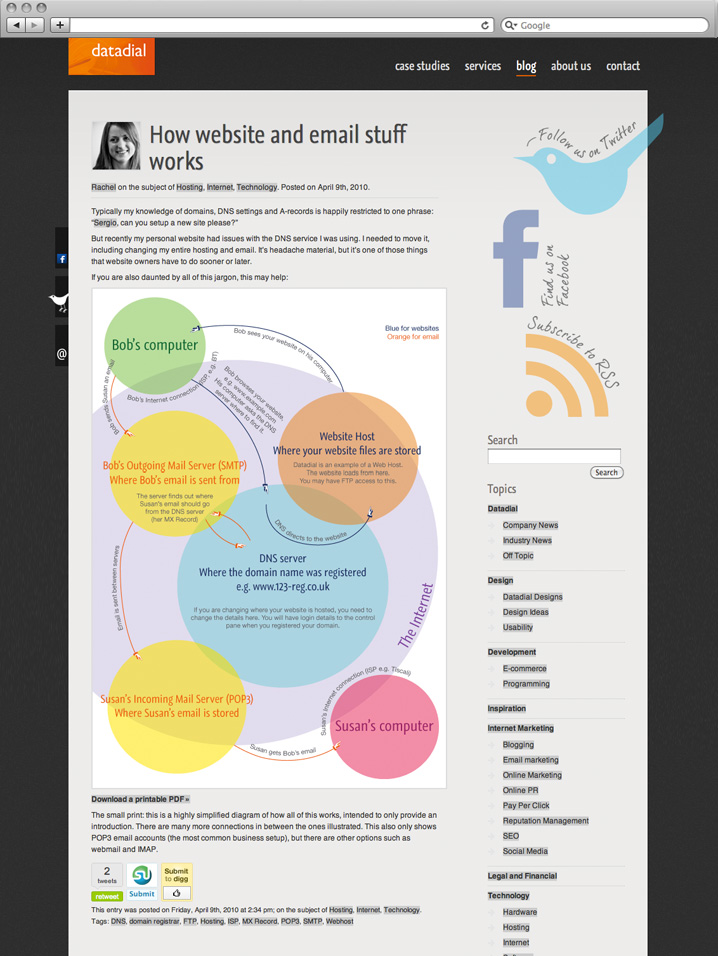 Google
datadial
case studies services blog about us contact
How website and email stuff
works
Rachel on the subject of Hosting, Internet, Technology. Posted on April 9th, 2010.
Typically my knowledge of domains, DNS settings and A-records is happily restricted to one phrase:
"Sergio, can you setup a new site please?"
But recently my personal website had issues with the DNS service I was using. I needed to move it,
including changing my entire hosting and email. It's headache material, but it's one of those things
that website owners have to do sooner or later.
If you are also daunted by all of this jargon, this may help:
Blue for websites
Orange for email
Bob's computer
Bob sees your website on his computer
Bob sends Susan an email
Bob's Internet connection (ISP e.g. BT)
Bob browses your website,
e.g. www.example.com
His computer asks the DNS
server where to find it.
Website Host
Where your website files are stored
Datadial is an example of a Web Host.
The website loads from here.
You may have FTP access to this.
Bob's Outgoing Mail Server (SMTP)
Where Bob's email is sent from
The server finds out where
Susan's email should go
from the DNS server
(her MX Record)
DNS directs to the website
DNS server
Where the domain name was registered
e.g. www.123-reg.co.uk
If you are changing where your website is hosted, you need to
change the details here. You will have login details to the control
pane when you registered your domain.
Email is sent between servers
The Internet
Susan's Incoming Mail Server (POP3)
Where Susan's email is stored
Susan's Internet connection (ISP e.g. Tiscali)
Susan's computer
Susan gets Bob's email
Download a printable PDF »
The small print: this is a highly simplified diagram of how all of this works, intended to only provide an
introduction. There are many more connections in between the ones illustrated. This also only shows
POP3 email accounts (the most common business setup), but there are other options such as
webmail and IMAP.
2
tweets
retweet
Submit
Submit
to digg
This entry was posted on Friday, April 9th, 2010 at 2:34 pm; on the subject of Hosting, Internet, Technology.
Tags: DNS, domain registrar, FTP, Hosting, ISP, MX Record, POP3, SMTP, Webhost
f
@
Follow us on Twitter
f
Find us on
Facebook
Subscribe to RSS
Search
Search
Topics
Datadial
Company News
Industry News
Off Topic
Design
Datadial Designs
Design Ideas
Usability
Development
E-commerce
Programming
Inspiration
Internet Marketing
Blogging
Email marketing
Online Marketing
Online PR
Pay Per Click
Reputation Management
SEO
Social Media
Legal and Financial
Technology
Hardware
Hosting
Internet